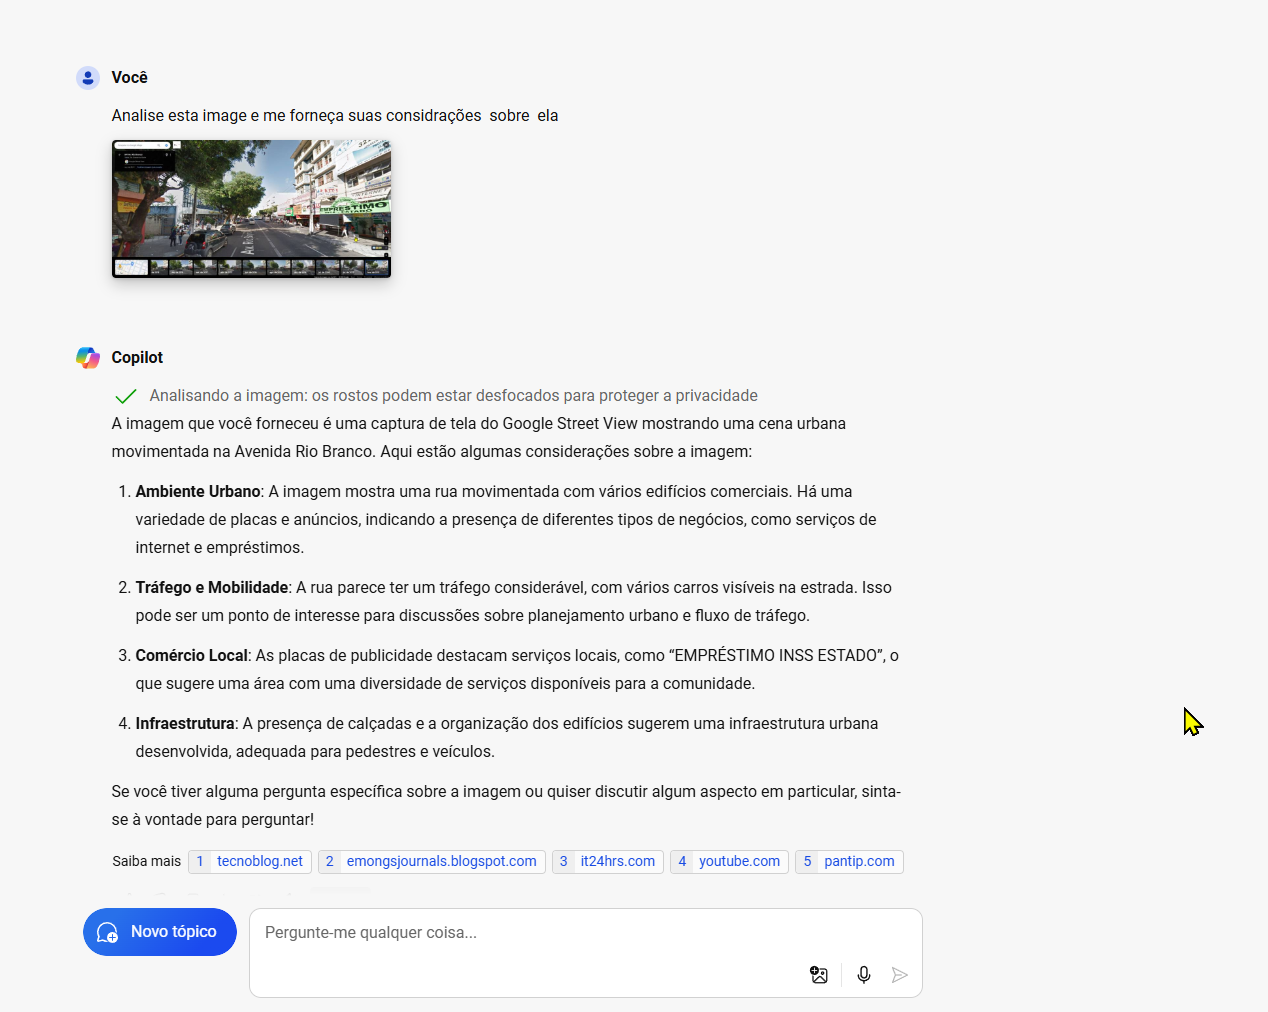 Você
Analise esta image e me forneça suas considrações  sobre  ela
EMPRÉSTIMO
Copilot
Analisando a imagem: os rostos podem estar desfocados para proteger a privacidade
A imagem que você forneceu é uma captura de tela do Google Street View mostrando uma cena urbana
movimentada na Avenida Rio Branco. Aqui estão algumas considerações sobre a imagem:
1. Ambiente Urbano: A imagem mostra uma rua movimentada com vários edifícios comerciais. Há uma
variedade de placas e anúncios, indicando a presença de diferentes tipos de negócios, como serviços de
internet e empréstimos.
2. Tráfego e Mobilidade: A rua parece ter um tráfego considerável, com vários carros visíveis na estrada. Isso
pode ser um ponto de interesse para discussões sobre planejamento urbano e fluxo de tráfego.
3. Comércio Local: As placas de publicidade destacam serviços locais, como “EMPRÉSTIMO INSS ESTADO”, o
que sugere uma área com uma diversidade de serviços disponíveis para a comunidade.
4. Infraestrutura: A presença de calçadas e a organização dos edifícios sugerem uma infraestrutura urbana
desenvolvida, adequada para pedestres e veículos.
Se você tiver alguma pergunta específica sobre a imagem ou quiser discutir algum aspecto em particular, sinta-
se à vontade para perguntar!
Saiba mais 1 tecnoblog.net 2 emongsjournals.blogspot.com 3 it24hrs.com 4 youtube.com 5 pantip.com
Novo tópico
Pergunte-me qualquer coisa...